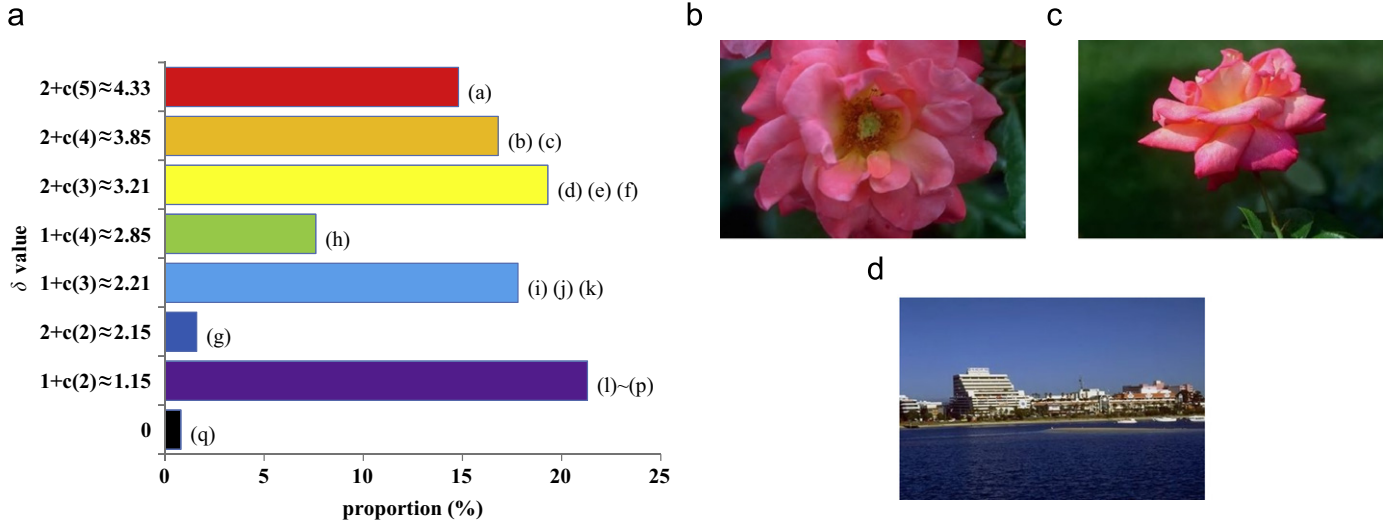 a
2+c(5)≈4.33
(a)
2+c(4)≈3.85
(b) (c)
2+c(3)≈3.21
(d) (e) (f)
1+c(4)≈2.85
(h)
1+c(3)≈2.21
(i) (j) (k)
2+c(2)≈2.15
(g)
1+c(2)≈1.15
(l)~(p)
0
(q)
δ value
0 5 10 15 20 25
proportion (%)
b
c
d